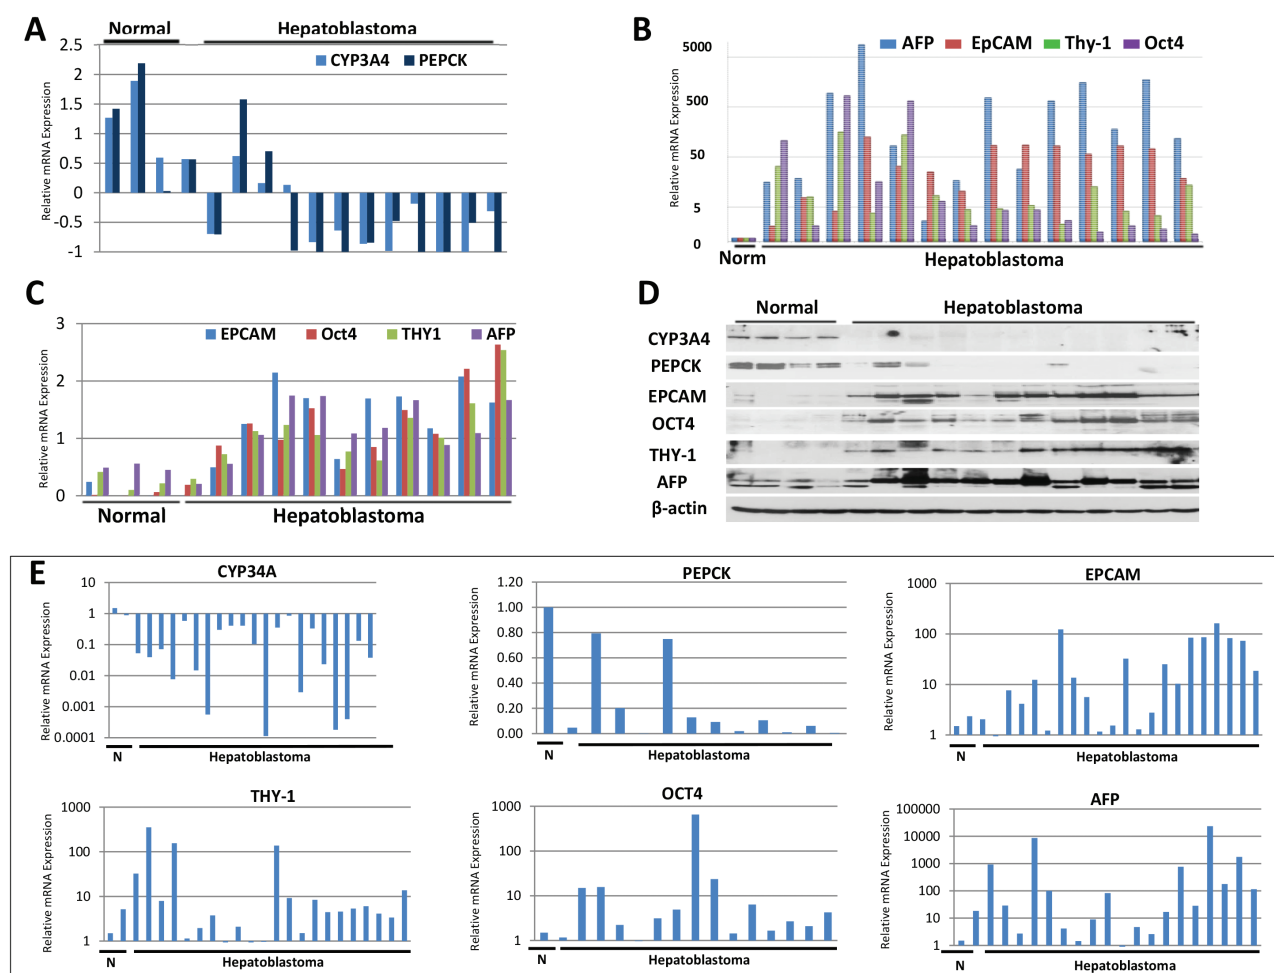 A
Normal
Hepatoblastoma
CYP3A4
PEPCK
Relative mRNA Expression
2.5
2
1.5
1
0.5
0
-0.5
-1
B
AFP
EpCAM
Thy-1
Oct4
Relative mRNA Expression
5000
500
50
5
0
Norm
Hepatoblastoma
C
EPCAM
Oct4
THY1
AFP
Relative mRNA Expression
3
2
1
0
Normal
Hepatoblastoma
D
Normal
Hepatoblastoma
CYP3A4
PEPCK
EPCAM
OCT4
THY-1
AFP
β-actin
E
CYP34A
Relative mRNA Expression
10
1
0.1
0.01
0.001
0.0001
N
Hepatoblastoma
PEPCK
Relative mRNA Expression
1.20
1.00
0.80
0.60
0.40
0.20
0.00
N
Hepatoblastoma
EPCAM
Relative mRNA Expression
1000
100
10
1
N
Hepatoblastoma
THY-1
Relative mRNA Expression
1000
100
10
1
N
Hepatoblastoma
OCT4
Relative mRNA Expression
1000
100
10
1
N
Hepatoblastoma
AFP
Relative mRNA Expression
100000
10000
1000
100
10
1
N
Hepatoblastoma